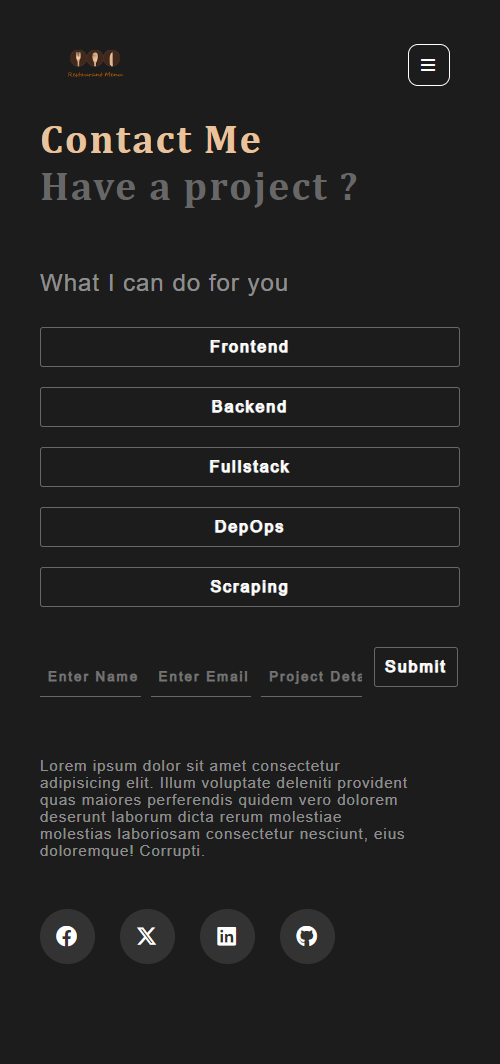 Restaurant Menu
Contact Me
Have a project ?
What I can do for you
Frontend
Backend
Fullstack
DepOps
Scraping
Enter Name
Enter Email
Project Deta
Submit
Lorem ipsum dolor sit amet consectetur
adipisicing elit. Illum voluptate deleniti provident
quas maiores perferendis quidem vero dolorem
deserunt laborum dicta rerum molestiae
molestias laboriosam consectetur nesciunt, eius
doloremque! Corrupti.